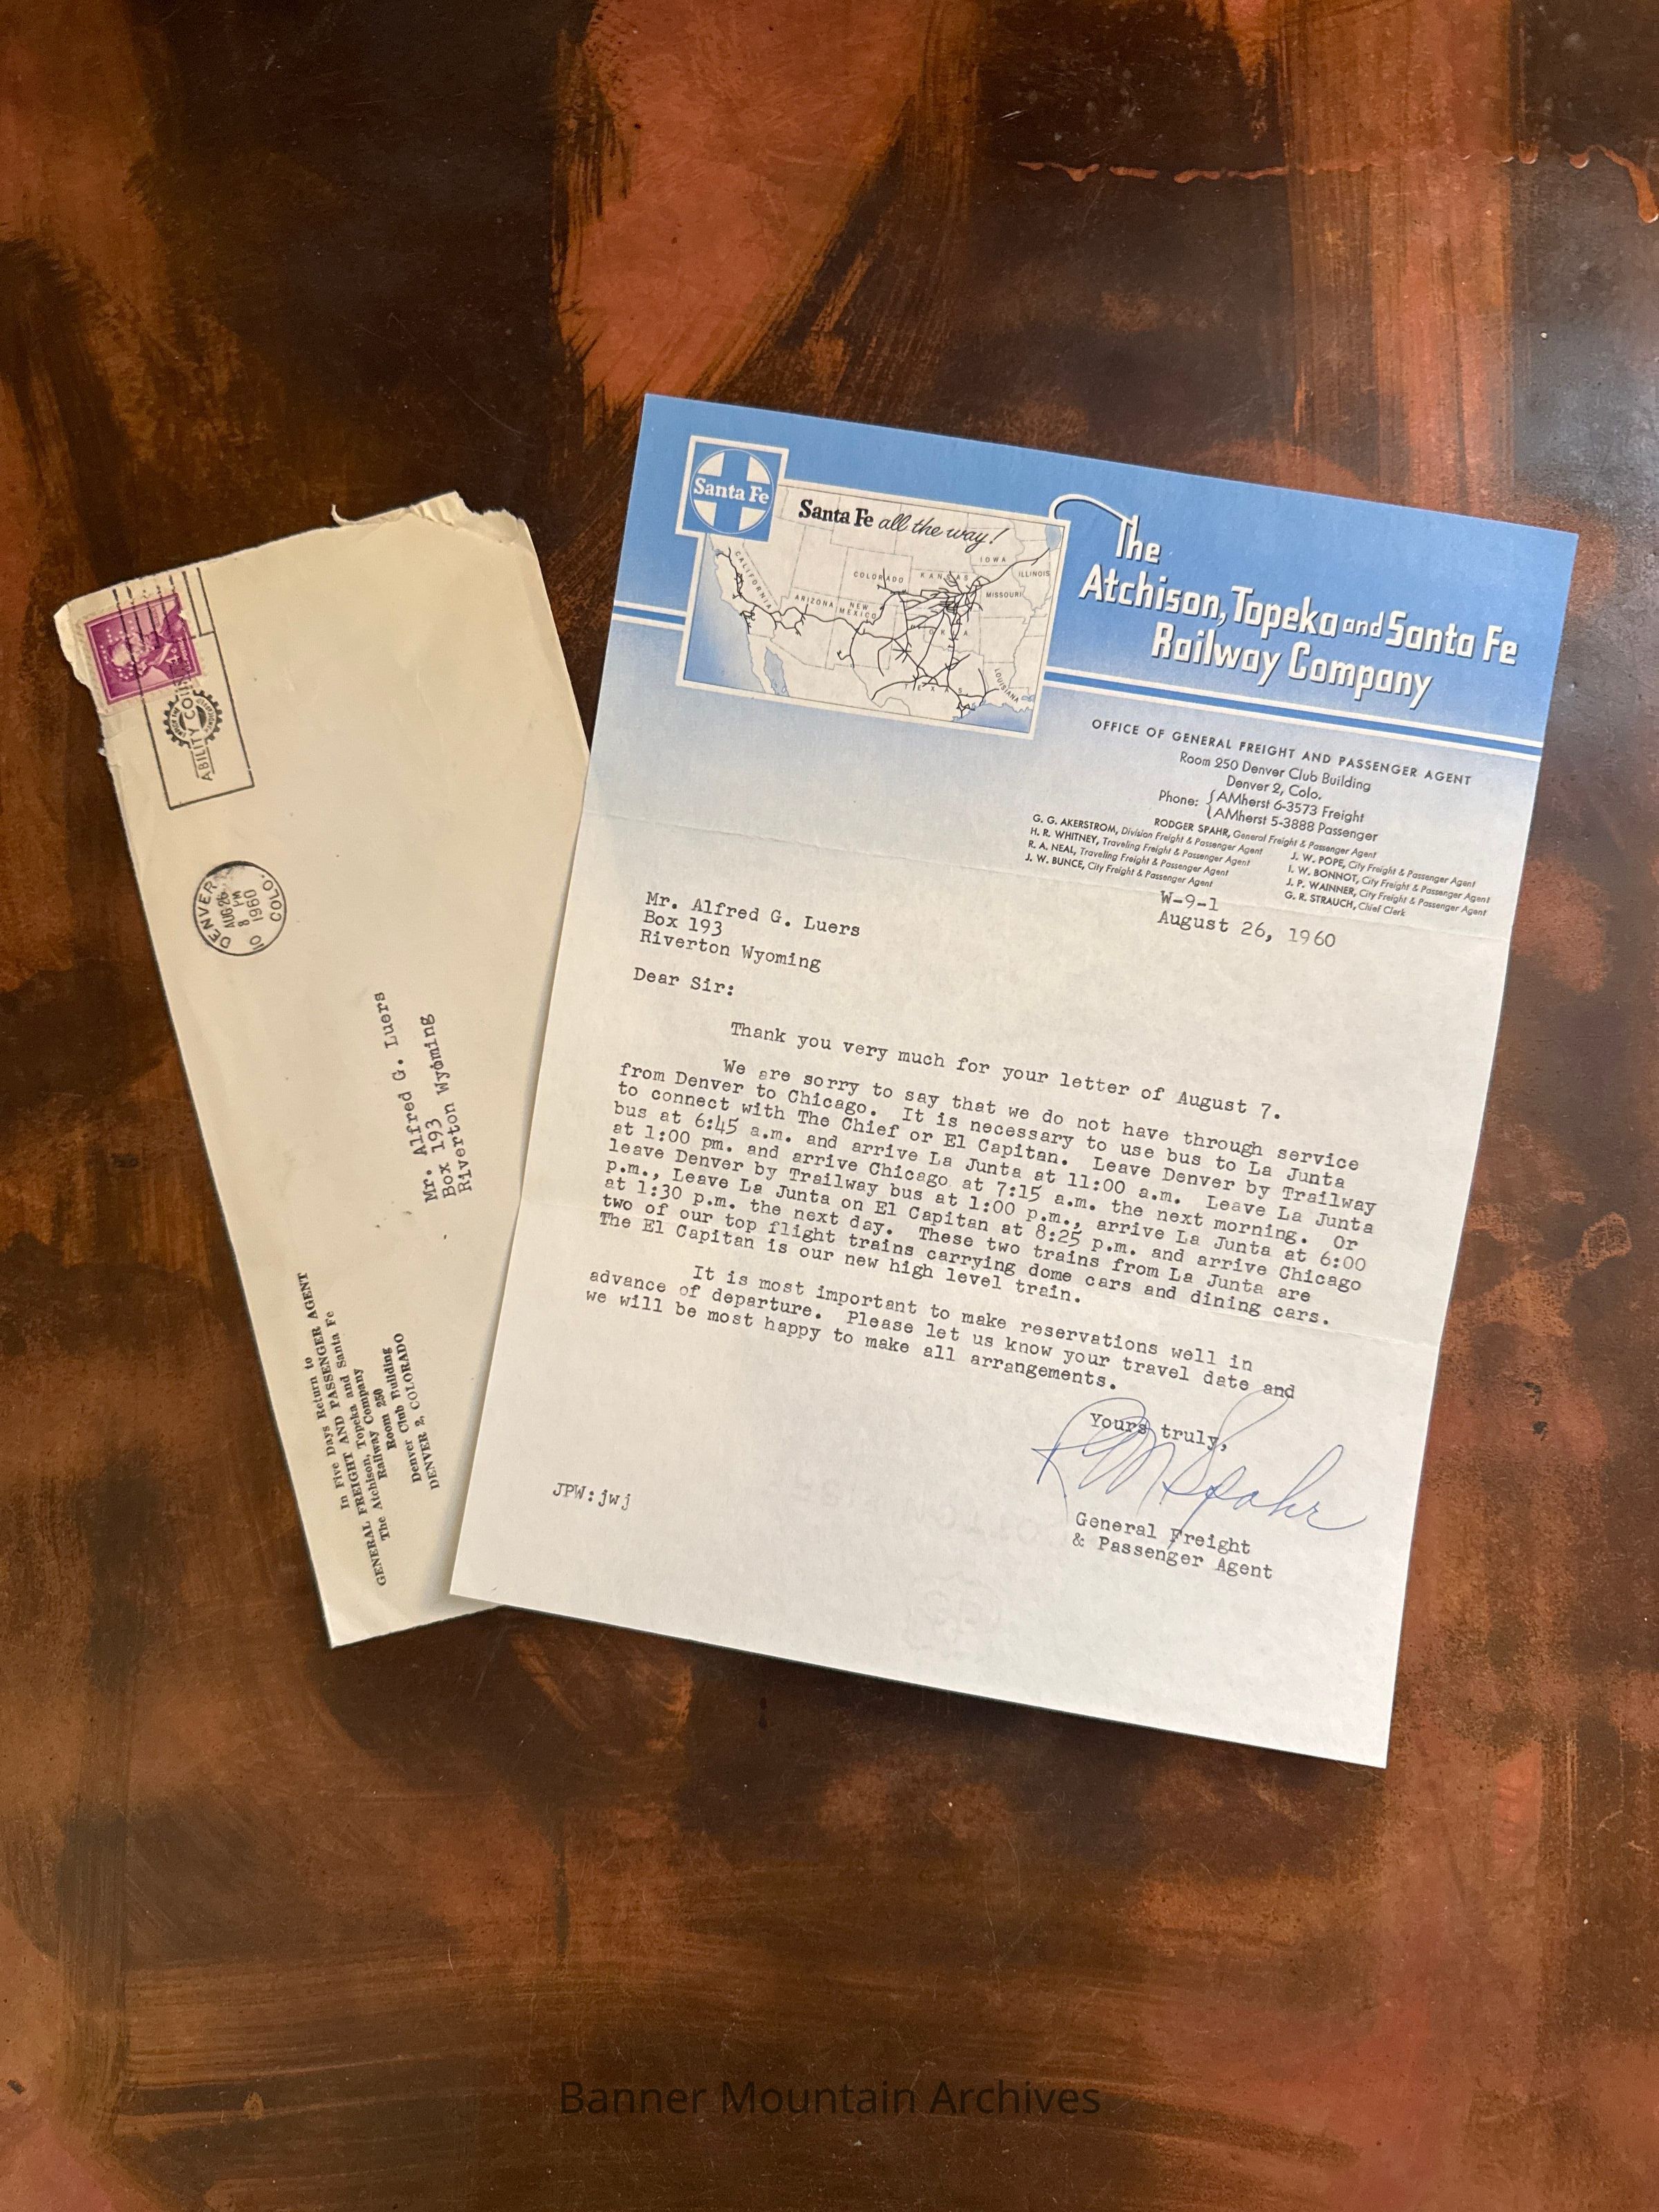 Santa Fe
Santa Fe all the way!
CALIFORNIA
ARIZONA
NEW
MEXICO
COLORADO
KANSAS
IOWA
ILLINOIS
MISSOURI
TEXAS
LOUISIANA
The
Atchison, Topeka and Santa Fe
Railway Company
OFFICE OF GENERAL FREIGHT AND PASSENGER AGENT
Room 250 Denver Club Building
Denver 2, Colo.
Phone: { AMherst 6-3573 Freight
{ AMherst 5-3888 Passenger
RODGER SPAHR, General Freight & Passenger Agent
G. G. AKERSTROM, Division Freight & Passenger Agent
H. R. WHITNEY, Traveling Freight & Passenger Agent
R. A. NEAL, Traveling Freight & Passenger Agent
J. W. BUNCE, City Freight & Passenger Agent
J. W. POPE, City Freight & Passenger Agent
I. W. BONNOT, City Freight & Passenger Agent
J. P. WAINNER, City Freight & Passenger Agent
G. R. STRAUCH, Chief Clerk
W-9-1
August 26, 1960
Mr. Alfred G. Luers
Box 193
Riverton Wyoming
Dear Sir:
Thank you very much for your letter of August 7.
We are sorry to say that we do not have through service
from Denver to Chicago. It is necessary to use bus to La Junta
to connect with The Chief or El Capitan. Leave Denver by Trailway
bus at 6:45 a.m. and arrive La Junta at 11:00 a.m. Leave La Junta
at 1:00 pm. and arrive Chicago at 7:15 a.m. the next morning. Or
leave Denver by Trailway bus at 1:00 p.m., arrive La Junta at 6:00
p.m., Leave La Junta on El Capitan at 8:25 p.m. and arrive Chicago
at 1:30 p.m. the next day. These two trains from La Junta are
two of our top flight trains carrying dome cars and dining cars.
The El Capitan is our new high level train.
It is most important to make reservations well in
advance of departure. Please let us know your travel date and
we will be most happy to make all arrangements.
Yours truly,
RM Spahr
General Freight
& Passenger Agent
JPW:jwj
4¢
ABILITY COU
DENVER
AUG 26
8 PM
1960
COLO.
Mr. Alfred G. Luers
Box 193
Riverton Wyoming
In Five Days Return to
GENERAL FREIGHT AND PASSENGER AGENT
The Atchison, Topeka and Santa Fe
Railway Company
Room 250
Denver Club Building
DENVER 2, COLORADO
Banner Mountain Archives